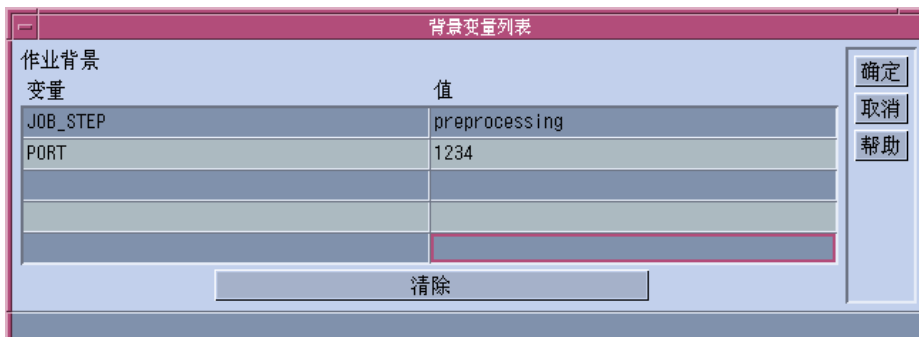 背景变量列表
作业背景
变量 值
JOB_STEP preprocessing
PORT 1234
清除
确定
取消
帮助